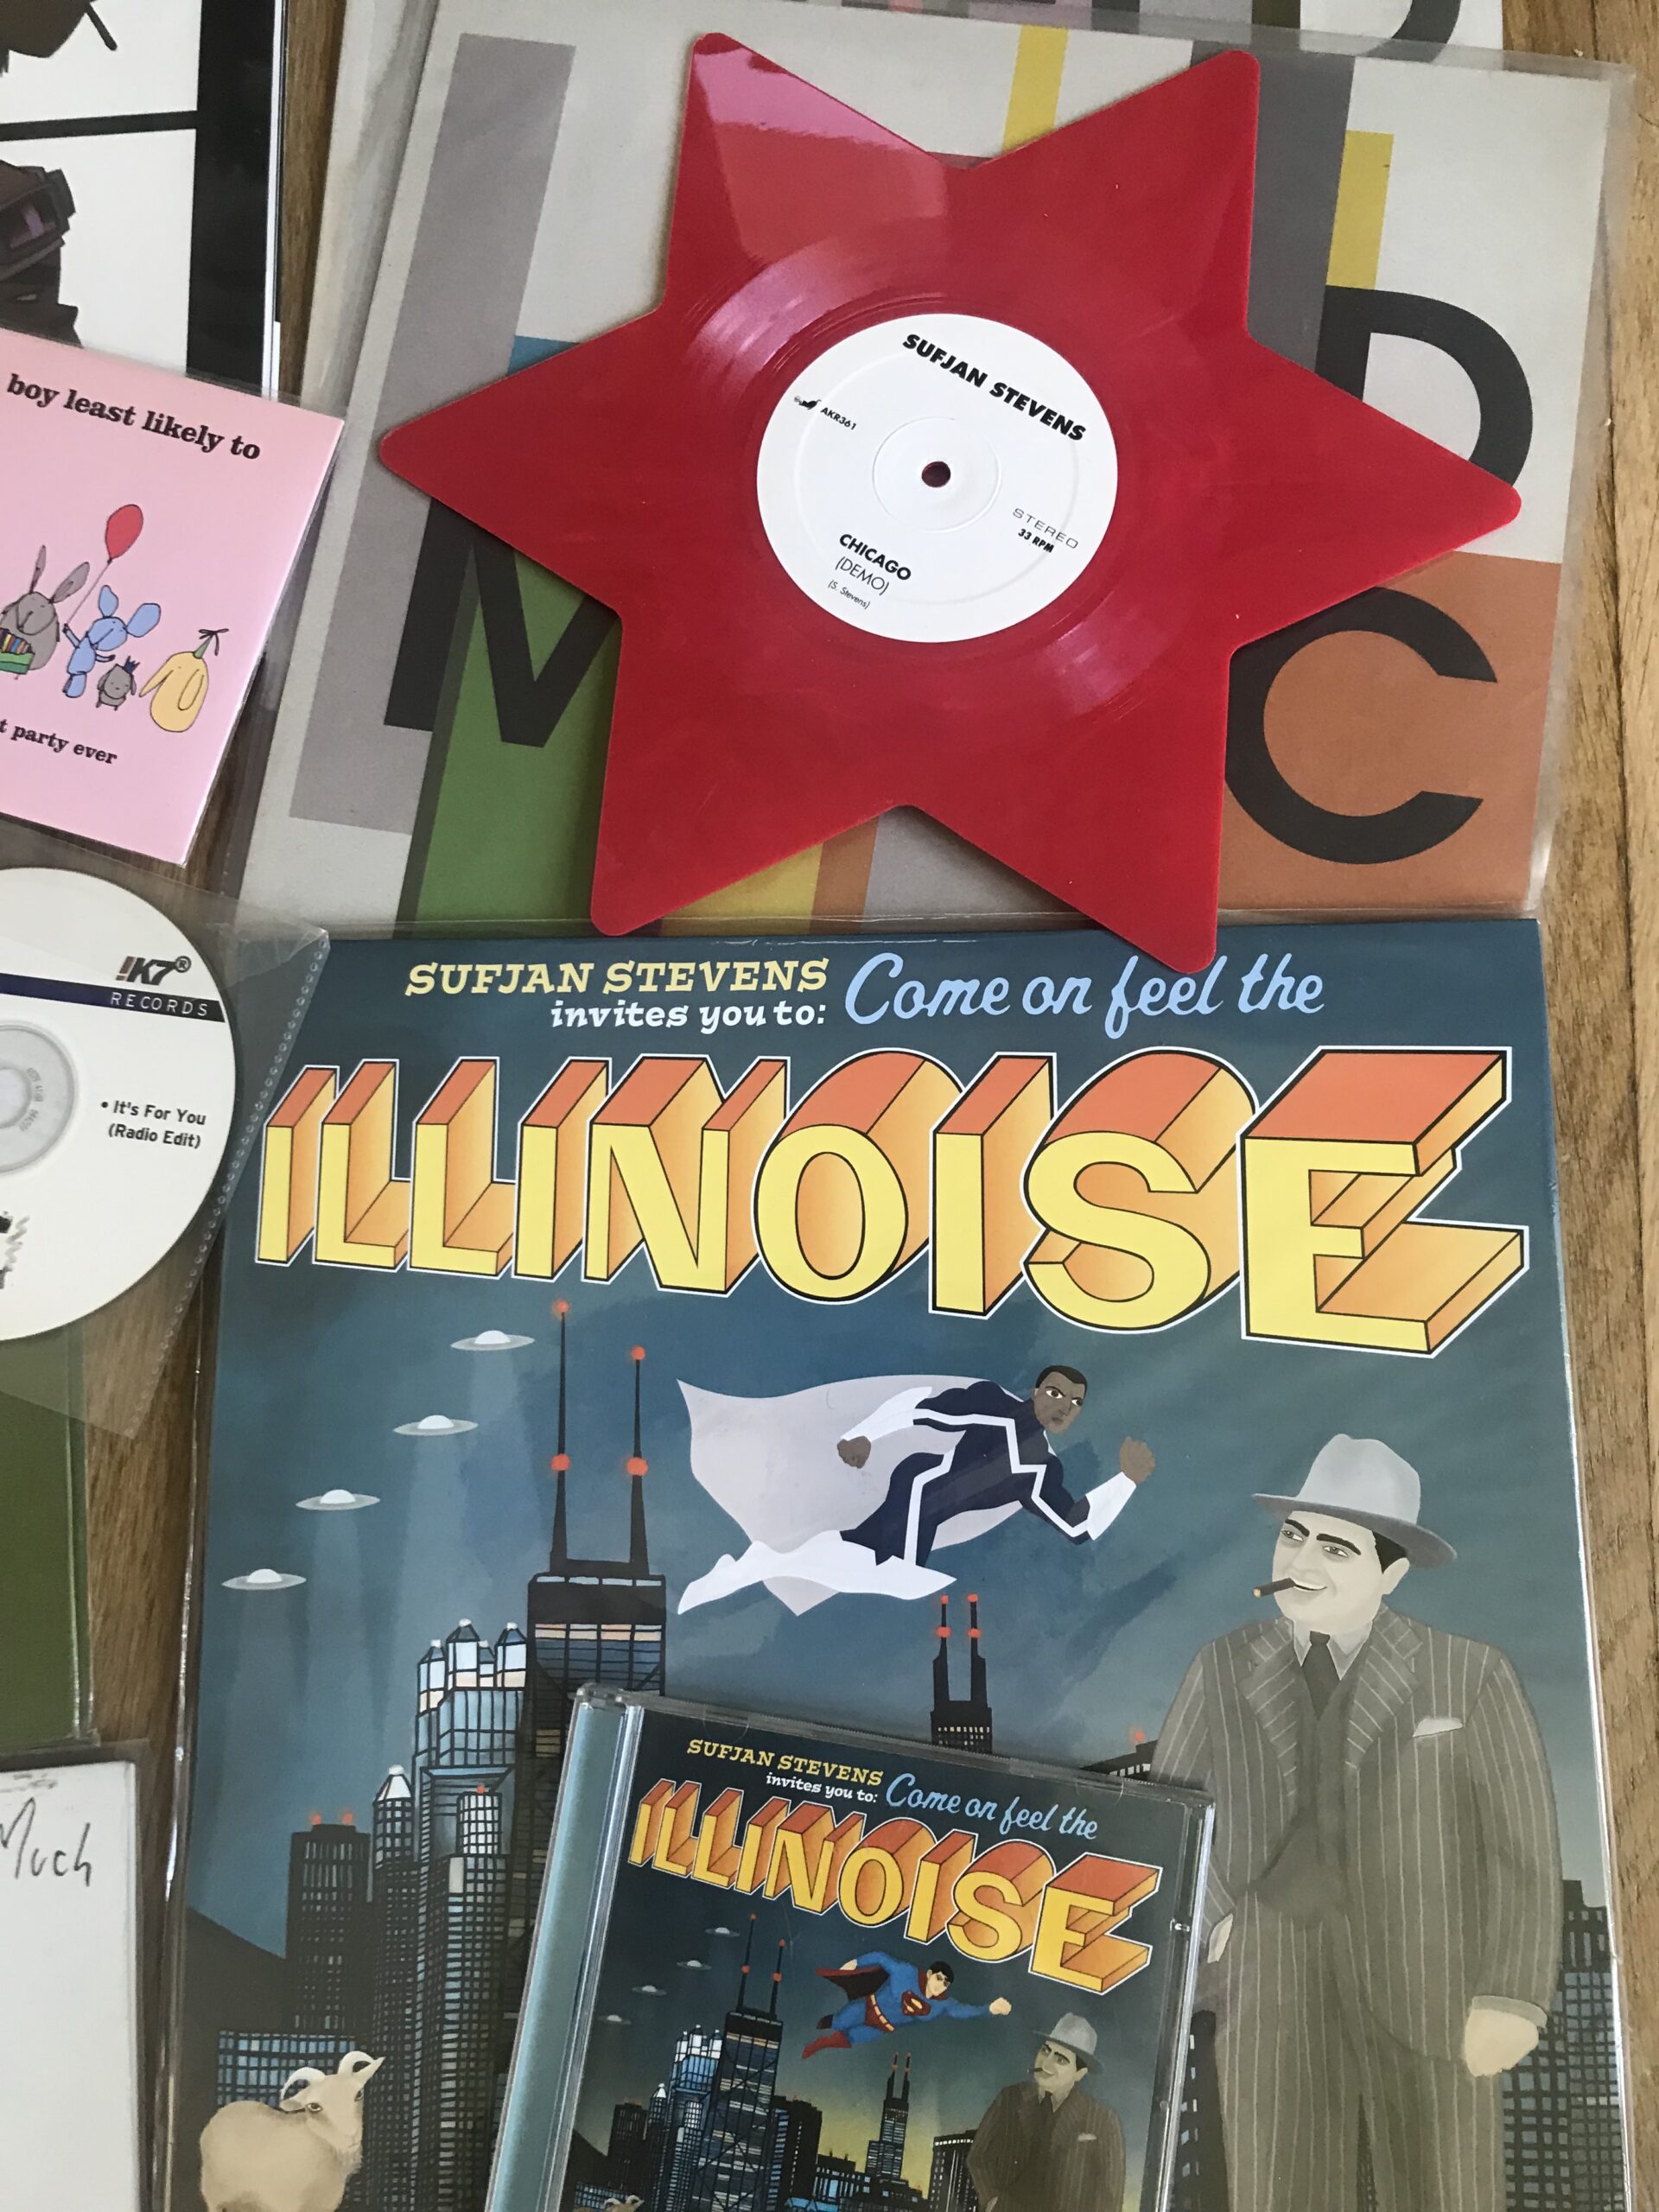 D
M
D
C
SUFJAN STEVENS
AKR361
STEREO
33 RPM
CHICAGO
(DEMO)
(S. Stevens)
boy least likely to
party ever
!K7®
RECORDS
• It's For You
(Radio Edit)
Much
SUFJAN STEVENS
invites you to:
Come on feel the
ILLINOISE
SUFJAN STEVENS
invites you to:
Come on feel the
ILLINOISE